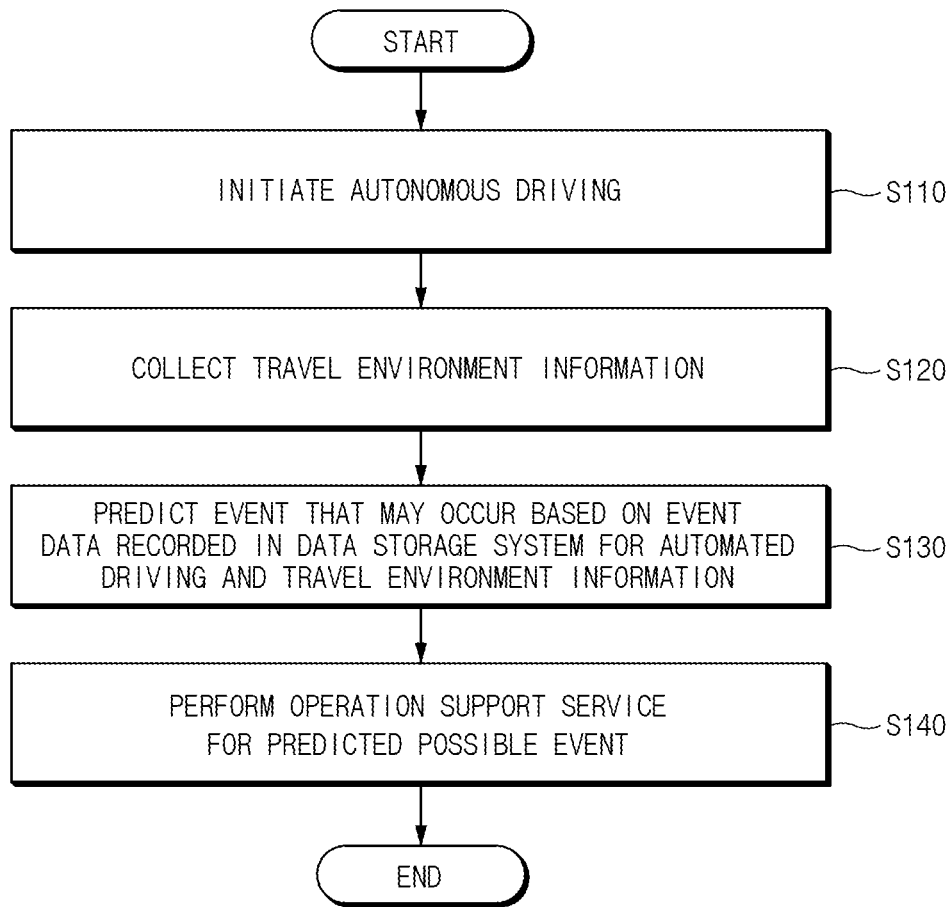 START
INITIATE AUTONOMOUS DRIVING
S110
COLLECT TRAVEL ENVIRONMENT INFORMATION
S120
PREDICT EVENT THAT MAY OCCUR BASED ON EVENT
DATA RECORDED IN DATA STORAGE SYSTEM FOR AUTOMATED
DRIVING AND TRAVEL ENVIRONMENT INFORMATION
S130
PERFORM OPERATION SUPPORT SERVICE
FOR PREDICTED POSSIBLE EVENT
S140
END